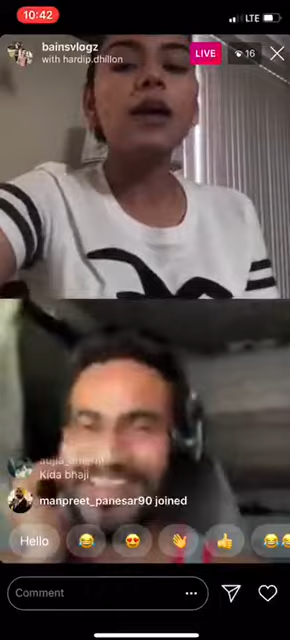 10:42
LTE
bainsvlogz
with hardip.dhillon
LIVE
16
Kida bhaji
manpreet_panesar90 joined
Hello
Comment